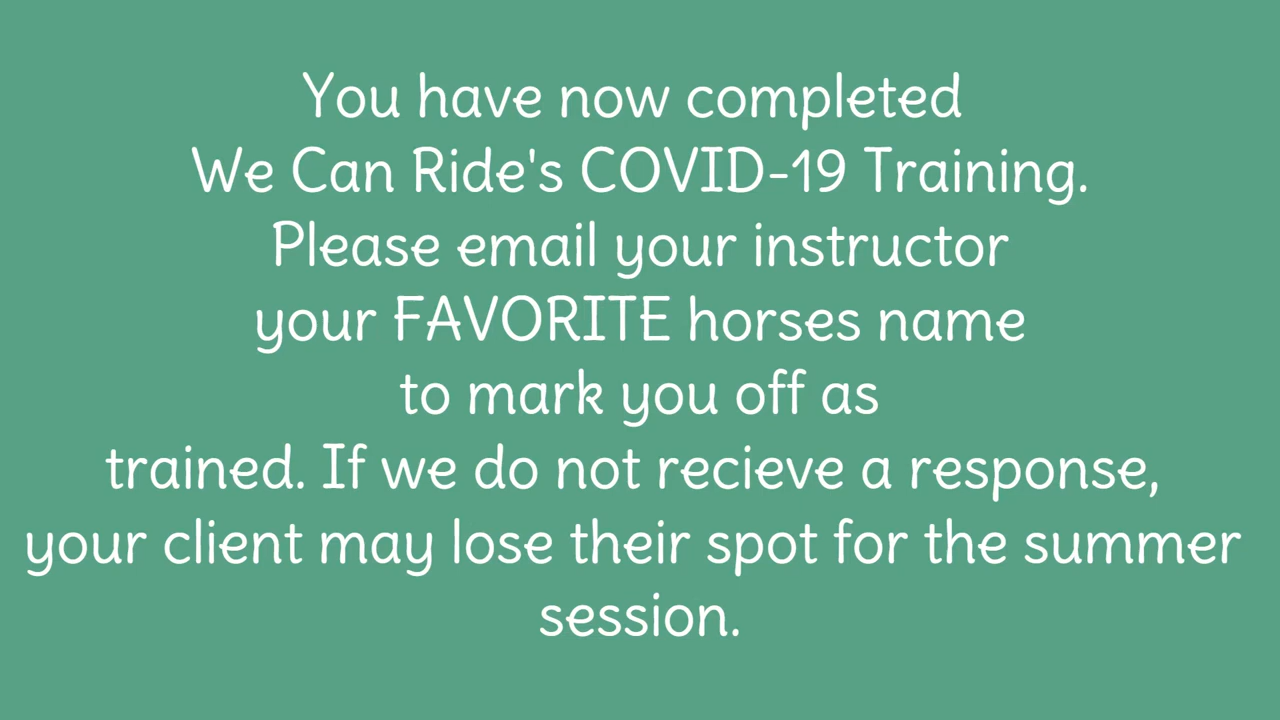 You have now completed
We Can Ride's COVID-19 Training.
Please email your instructor
your FAVORITE horses name
to mark you off as
trained. If we do not recieve a response,
your client may lose their spot for the summer
session.